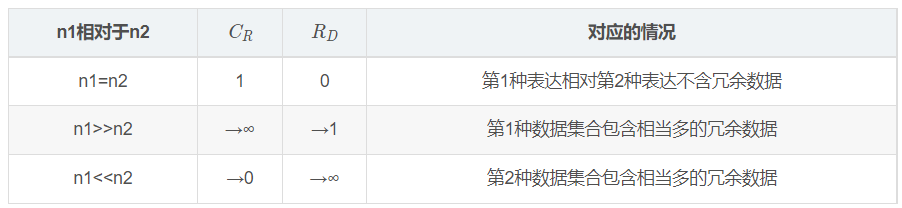 n1相对于n2 C_R R_D 对应的情况
n1=n2 1 0 第1种表达相对第2种表达不含冗余数据
n1>>n2 →∞ →1 第1种数据集合包含相当多的冗余数据
n1<<n2 →0 →∞ 第2种数据集合包含相当多的冗余数据